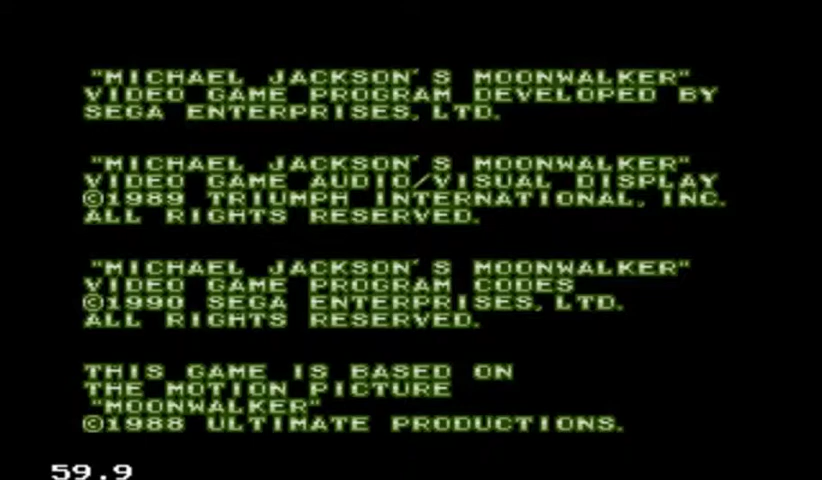 "MICHAEL JACKSON'S MOONWALKER"
VIDEO GAME PROGRAM DEVELOPED BY
SEGA ENTERPRISES,LTD.
"MICHAEL JACKSON'S MOONWALKER"
VIDEO GAME AUDIO/VISUAL DISPLAY
©1989 TRIUMPH INTERNATIONAL, INC.
ALL RIGHTS RESERVED.
"MICHAEL JACKSON'S MOONWALKER"
VIDEO GAME PROGRAM CODES
©1990 SEGA ENTERPRISES,LTD.
ALL RIGHTS RESERVED.
THIS GAME IS BASED ON
THE MOTION PICTURE
"MOONWALKER"
©1988 ULTIMATE PRODUCTIONS.
59.9